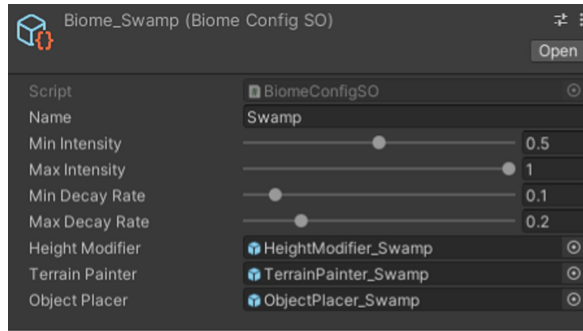 Biome_Swamp (Biome Config SO)
Open
Script BiomeConfigSO
Name Swamp
Min Intensity 0.5
Max Intensity 1
Min Decay Rate 0.1
Max Decay Rate 0.2
Height Modifier HeightModifier_Swamp
Terrain Painter TerrainPainter_Swamp
Object Placer ObjectPlacer_Swamp